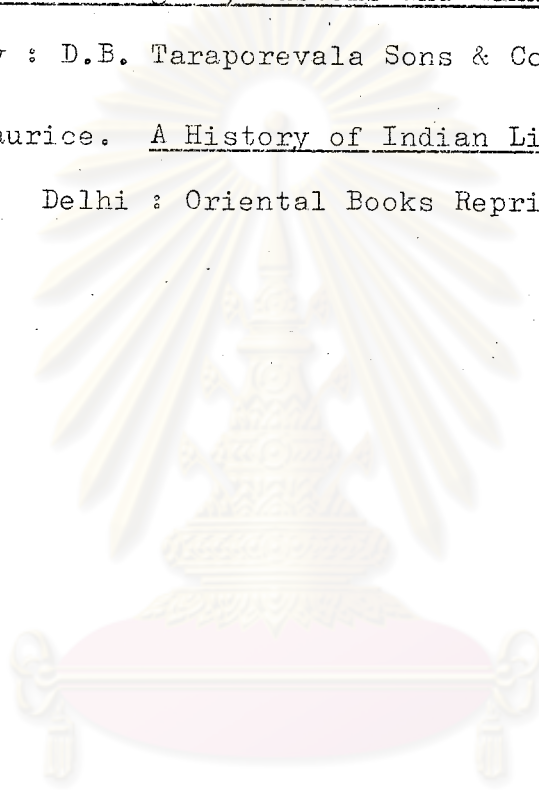 : D.B. Taraporevala Sons & Co
aurice. A History of Indian Li
Delhi : Oriental Books Repri